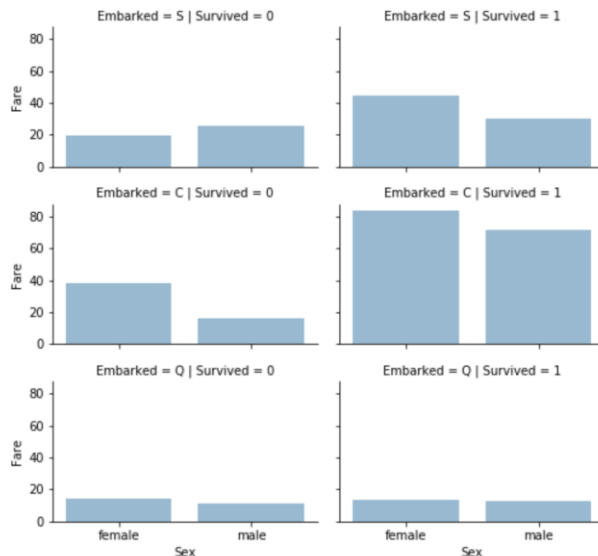 Embarked = S | Survived = 0
Embarked = S | Survived = 1
80
60
40
20
0
Fare
Embarked = C | Survived = 0
Embarked = C | Survived = 1
80
60
40
20
0
Fare
Embarked = Q | Survived = 0
Embarked = Q | Survived = 1
80
60
40
20
0
Fare
female
male
female
male
Sex
Sex